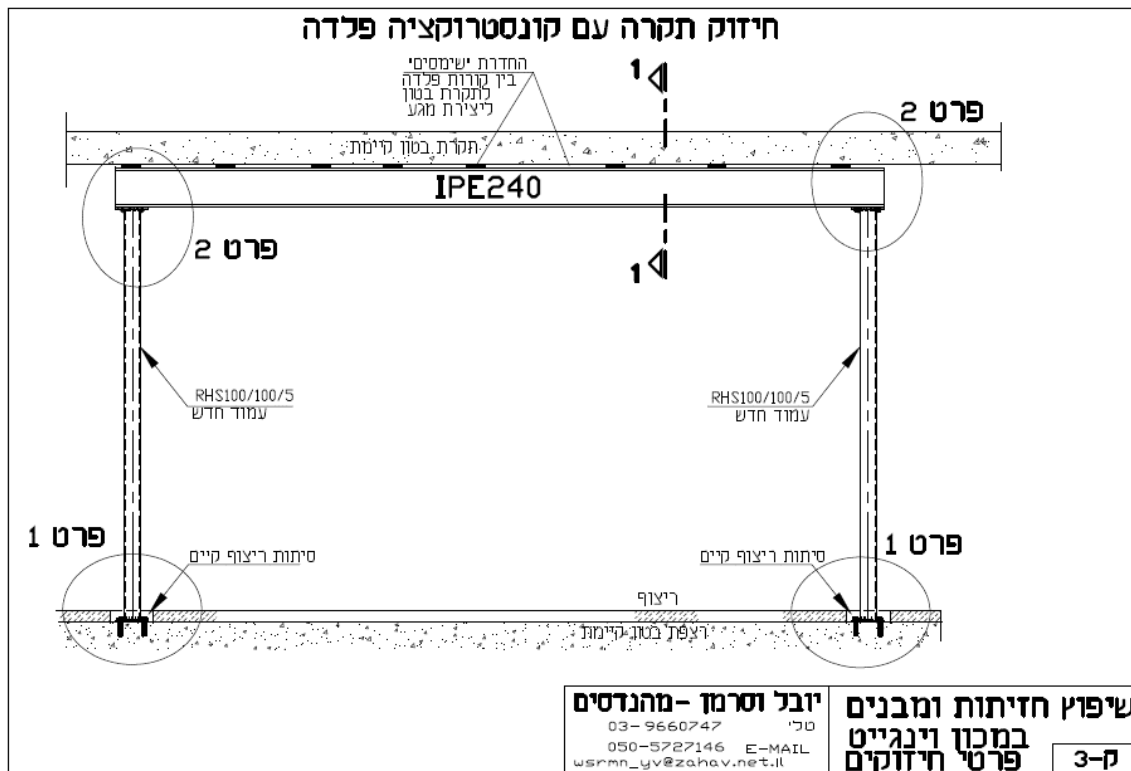 חיזוק תקרה עם קונסטרוקציה פלדה
החדרת "שימסים"
בין קורות פלדה
לתקרת בטון
ליצירת מגע
1
פרט 2
תקרת בטון קיימת
IPE240
פרט 2
1
RHS100/100/5
עמוד חדש
RHS100/100/5
עמוד חדש
פרט 1
סיתות ריצוף קיים
סיתות ריצוף קיים
פרט 1
ריצוף
רצפת בטון קיימת
שיפוץ חזיתות ומבנים
במכון וינגייט
פרטי חיזוקים
ק-3
יובל וסרמן - מהנדסים
טלי 03-9660747
050-5727146 E-MAIL
wsrmn_yv@zahav.net.il